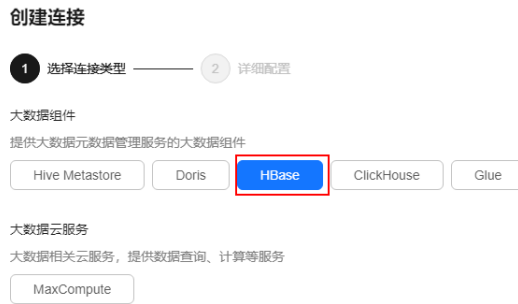 创建连接
1 选择连接类型 2 详细配置
大数据组件
提供大数据元数据管理服务的大数据组件
Hive Metastore Doris HBase ClickHouse Glue
大数据云服务
大数据相关云服务，提供数据查询、计算等服务
MaxCompute